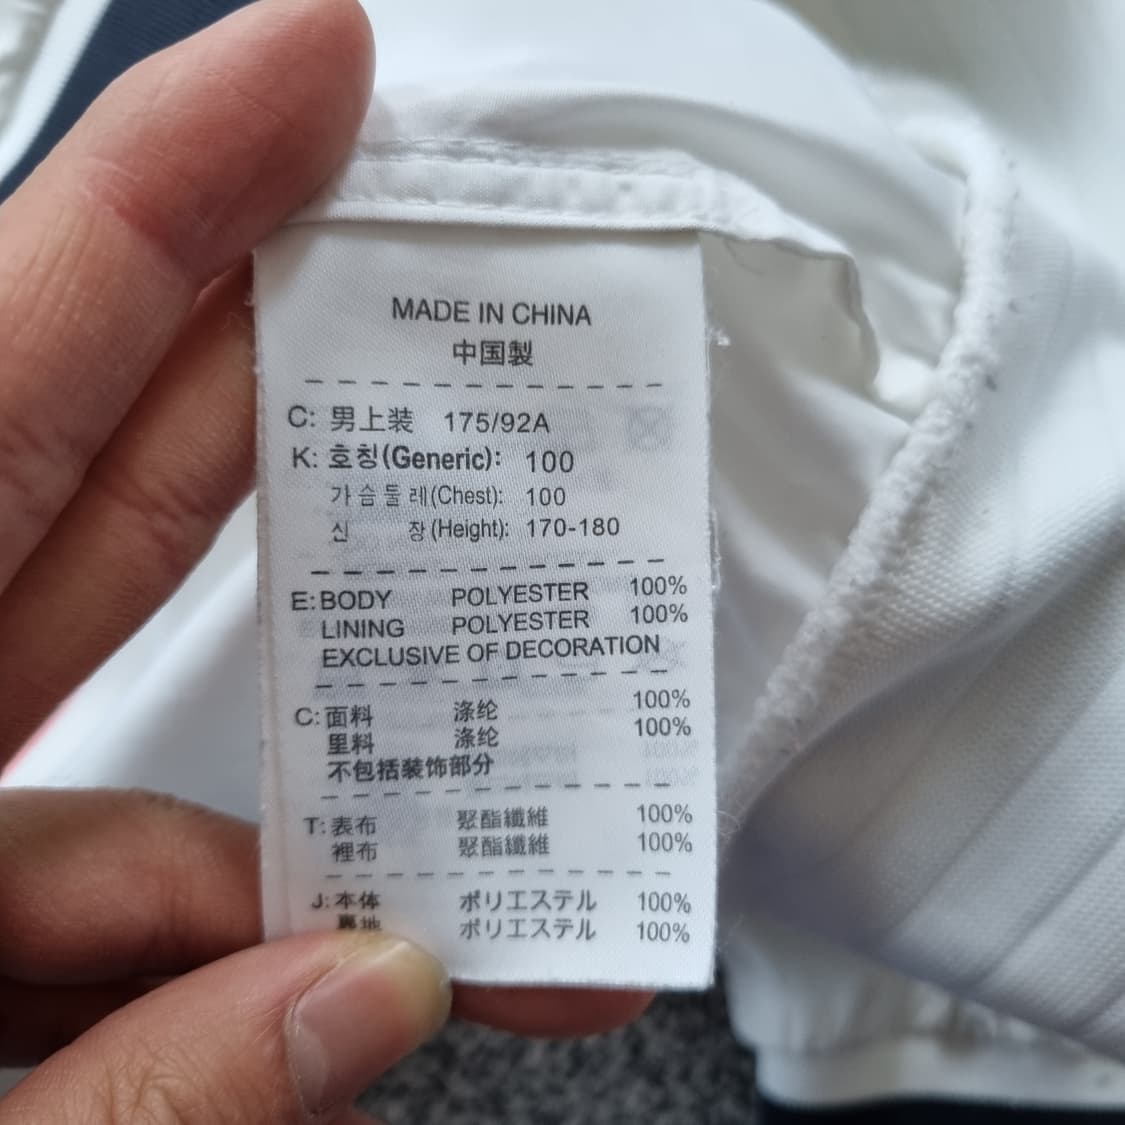 MADE IN CHINA
中国製
C: 男上装 175/92A
K: 호칭(Generic): 100
가슴둘레(Chest): 100
신 장(Height): 170-180
E: BODY POLYESTER 100%
LINING POLYESTER 100%
EXCLUSIVE OF DECORATION
C: 面料 涤纶 100%
里料 涤纶 100%
不包括装饰部分
T: 表布 聚酯纖維 100%
裡布 聚酯纖維 100%
J: 本体 ポリエステル 100%
裏地 ポリエステル 100%